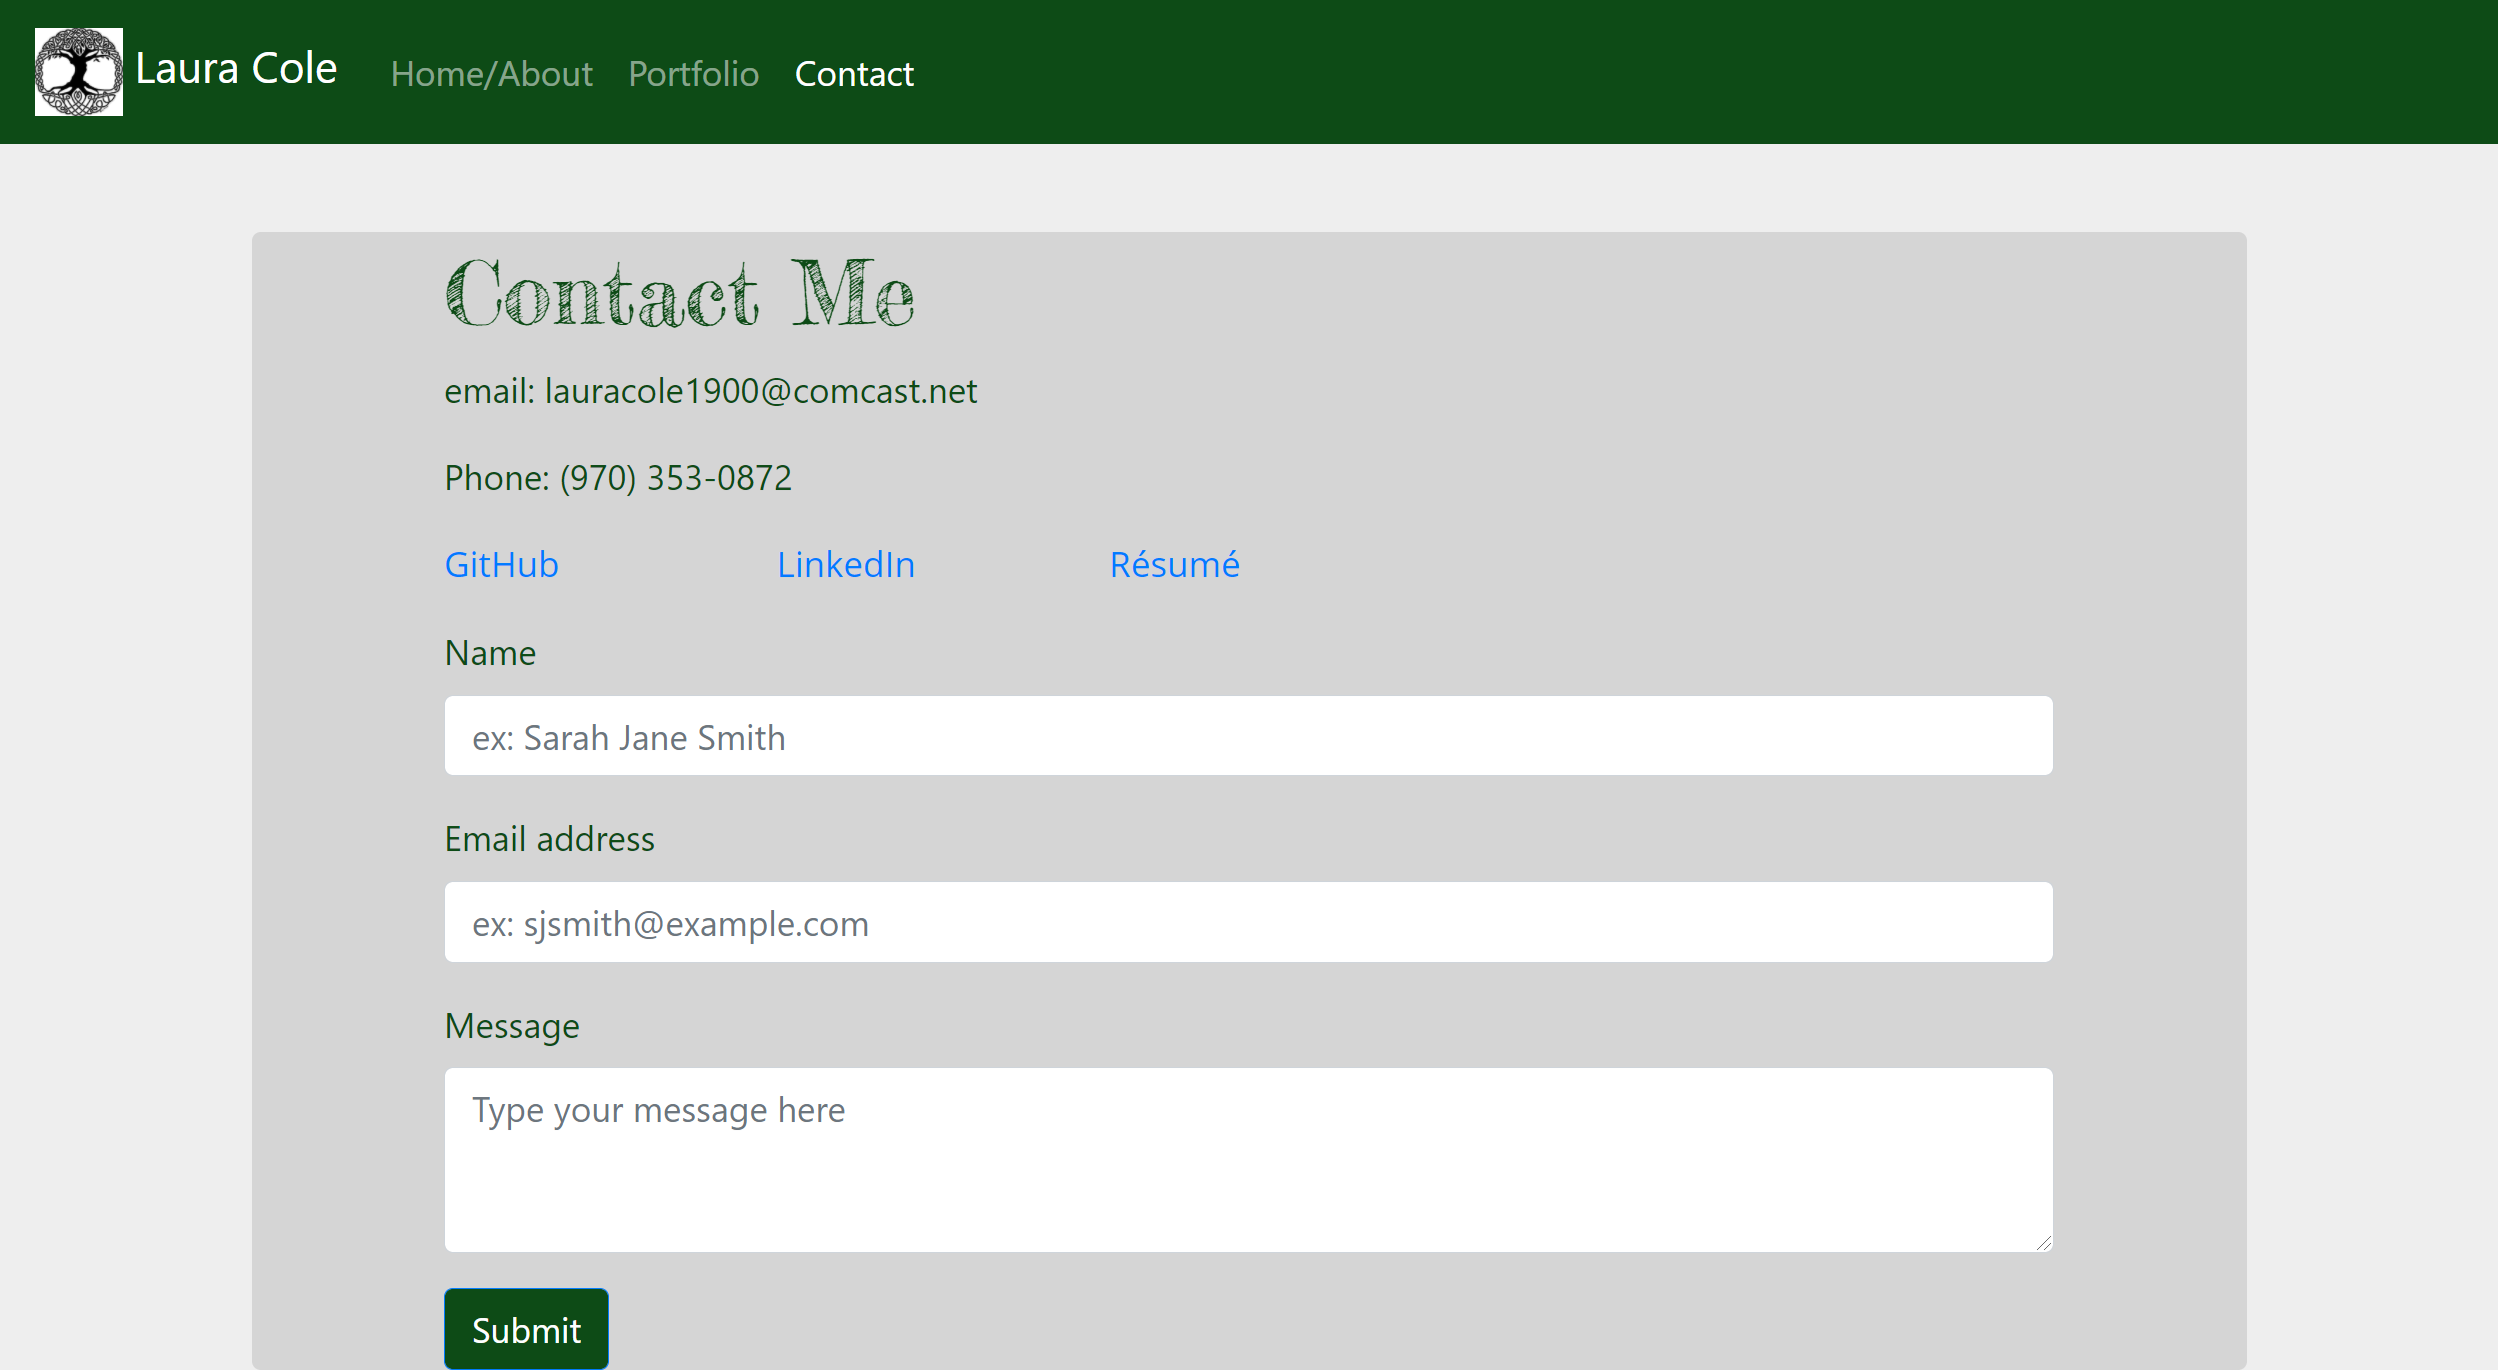 Laura Cole Home/About Portfolio Contact
Contact Me
email: lauracole1900@comcast.net
Phone: (970) 353-0872
GitHub LinkedIn Résumé
Name
ex: Sarah Jane Smith
Email address
ex: sjsmith@example.com
Message
Type your message here
Submit